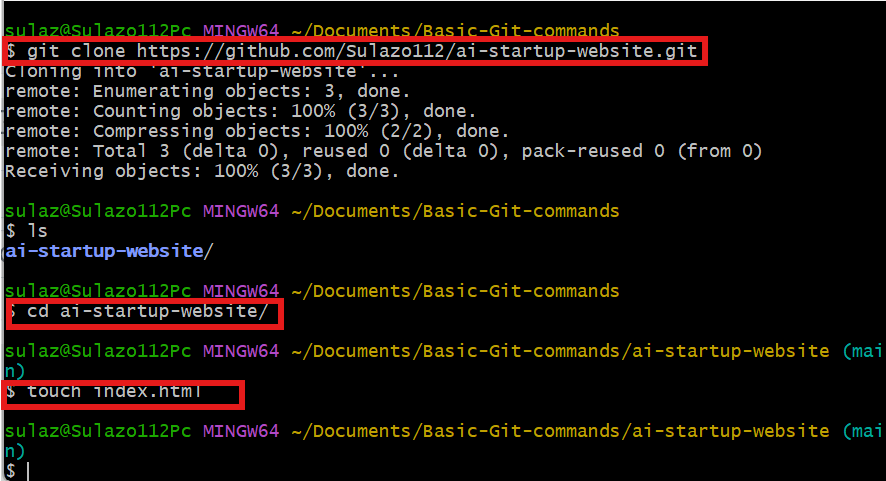 sulaz@Sulazo112Pc MINGW64 ~/Documents/Basic-Git-commands
$ git clone https://github.com/Sulazo112/ai-startup-website.git
Cloning into 'ai-startup-website'...
remote: Enumerating objects: 3, done.
remote: Counting objects: 100% (3/3), done.
remote: Compressing objects: 100% (2/2), done.
remote: Total 3 (delta 0), reused 0 (delta 0), pack-reused 0 (from 0)
Receiving objects: 100% (3/3), done.
sulaz@Sulazo112Pc MINGW64 ~/Documents/Basic-Git-commands
$ ls
ai-startup-website/
sulaz@Sulazo112Pc MINGW64 ~/Documents/Basic-Git-commands
$ cd ai-startup-website/
sulaz@Sulazo112Pc MINGW64 ~/Documents/Basic-Git-commands/ai-startup-website (mai
n)
$ touch index.html
sulaz@Sulazo112Pc MINGW64 ~/Documents/Basic-Git-commands/ai-startup-website (mai
n)
$